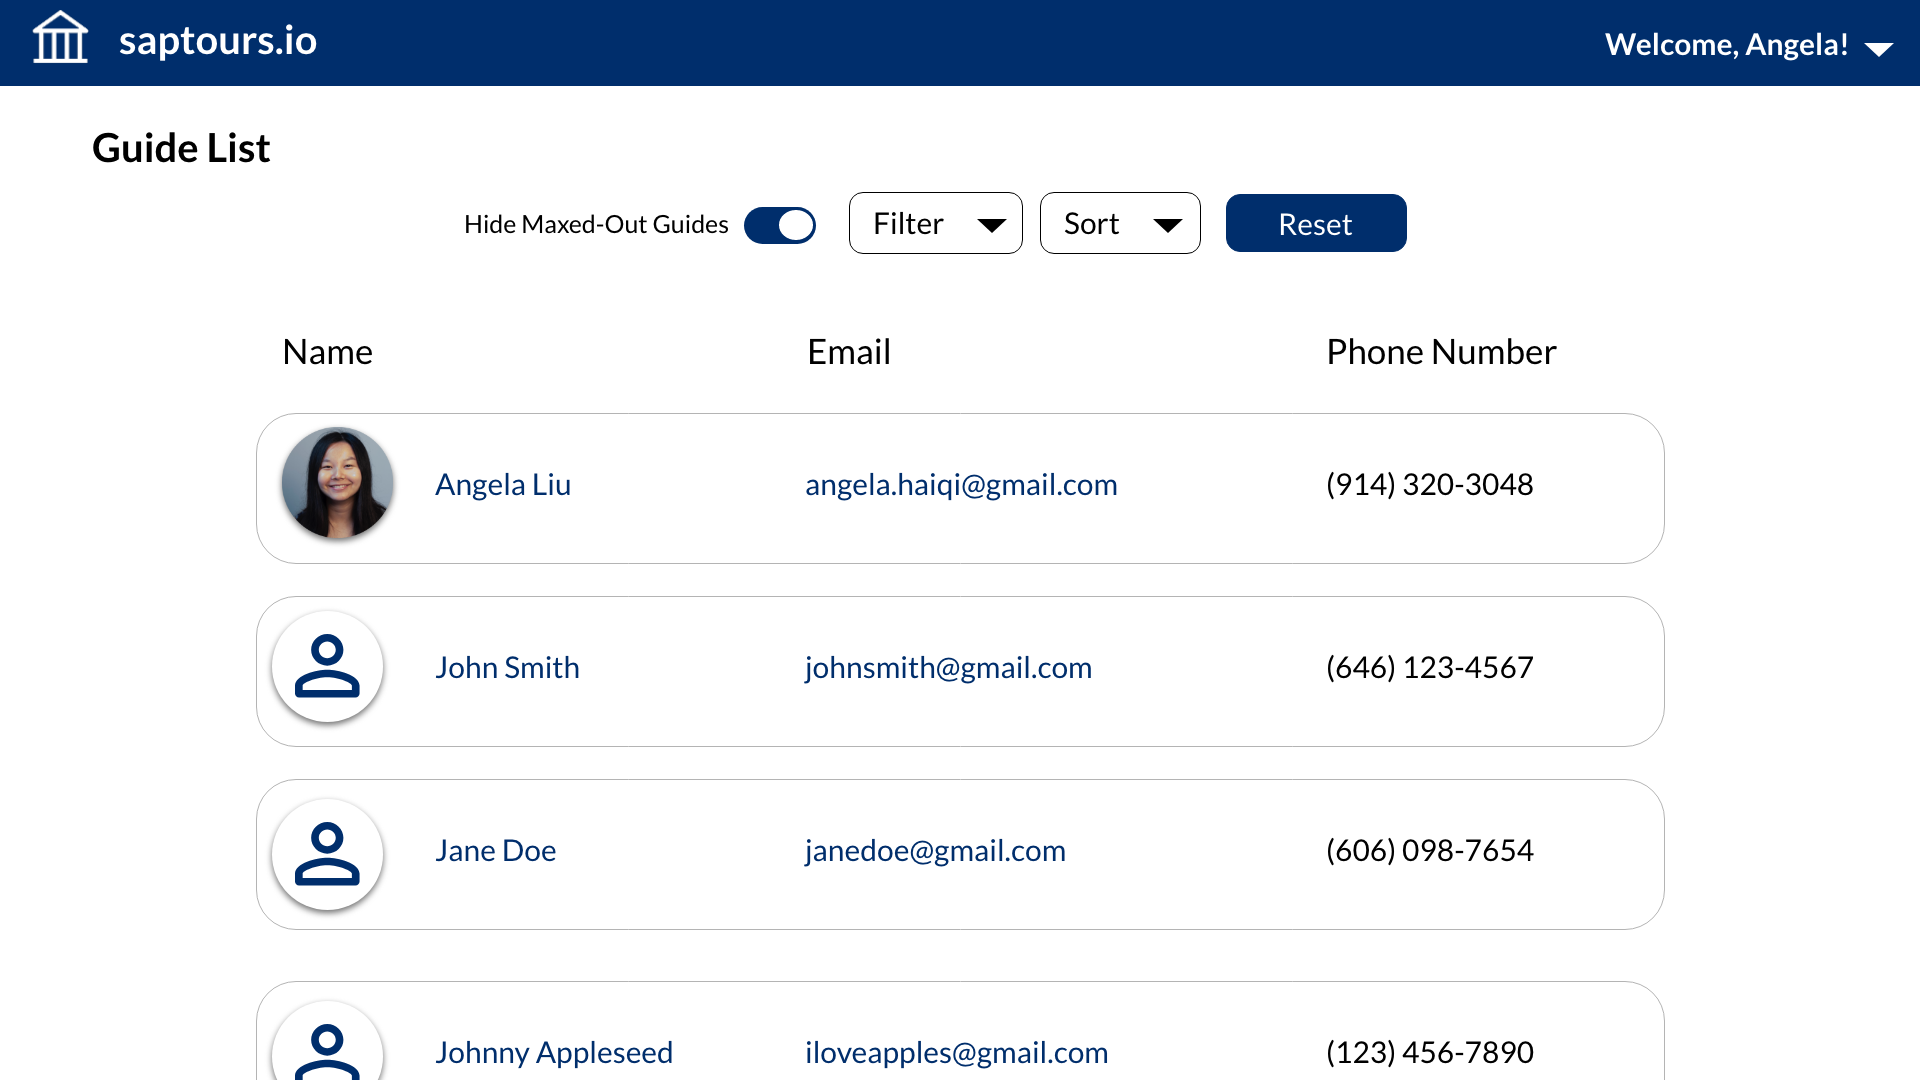 saptours.io
Welcome, Angela!
Guide List
Hide Maxed-Out Guides
Filter
Sort
Reset
Name Email Phone Number
Angela Liu angela.haiqi@gmail.com (914) 320-3048
John Smith johnsmith@gmail.com (646) 123-4567
Jane Doe janedoe@gmail.com (606) 098-7654
Johnny Appleseed iloveapples@gmail.com (123) 456-7890